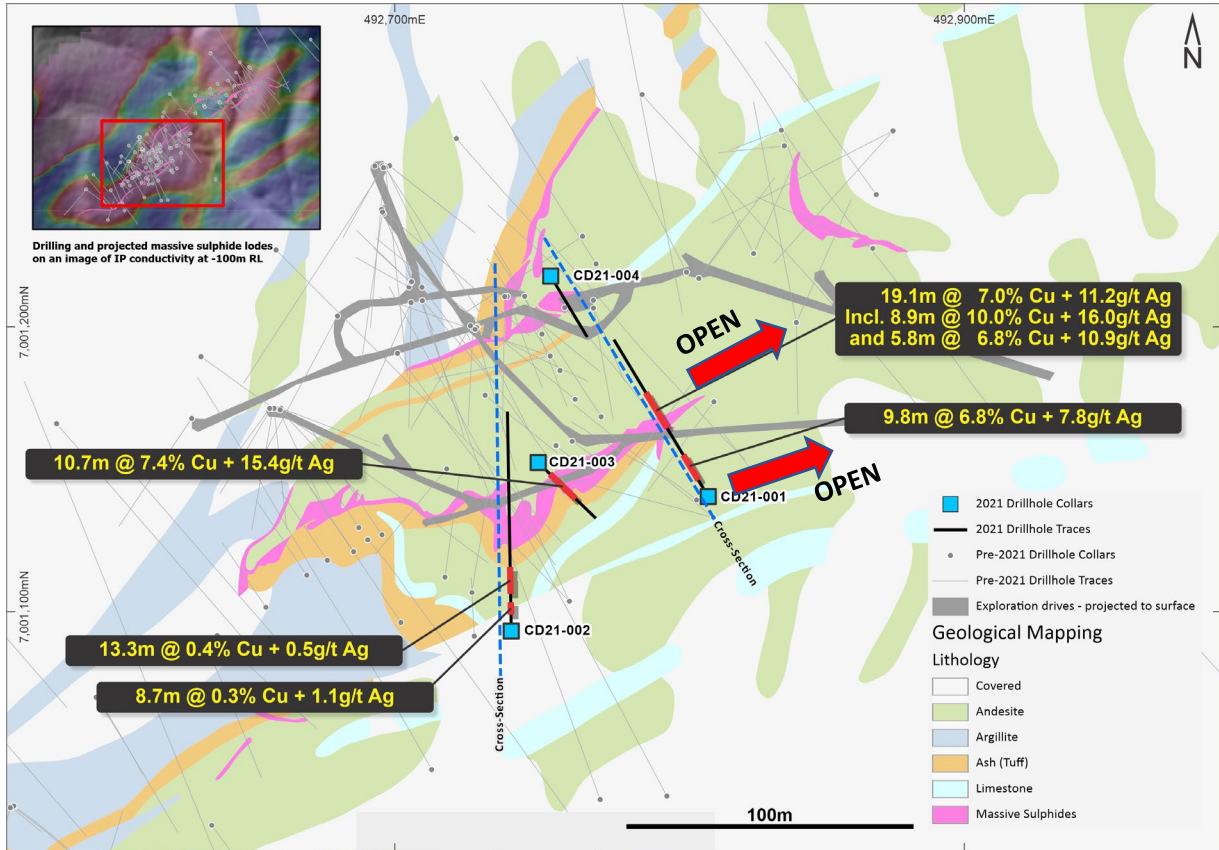 492,700mE
492,900mE
N
Drilling and projected massive sulphide lodes
on an image of IP conductivity at -100m RL
7,001,200mN
7,001,100mN
CD21-004
OPEN
19.1m @ 7.0% Cu + 11.2g/t Ag
Incl. 8.9m @ 10.0% Cu + 16.0g/t Ag
and 5.8m @ 6.8% Cu + 10.9g/t Ag
9.8m @ 6.8% Cu + 7.8g/t Ag
10.7m @ 7.4% Cu + 15.4g/t Ag
CD21-003
CD21-001
OPEN
Cross-Section
CD21-002
13.3m @ 0.4% Cu + 0.5g/t Ag
8.7m @ 0.3% Cu + 1.1g/t Ag
Cross-Section
2021 Drillhole Collars
2021 Drillhole Traces
Pre-2021 Drillhole Collars
Pre-2021 Drillhole Traces
Exploration drives - projected to surface
Geological Mapping
Lithology
Covered
Andesite
Argillite
Ash (Tuff)
Limestone
Massive Sulphides
100m